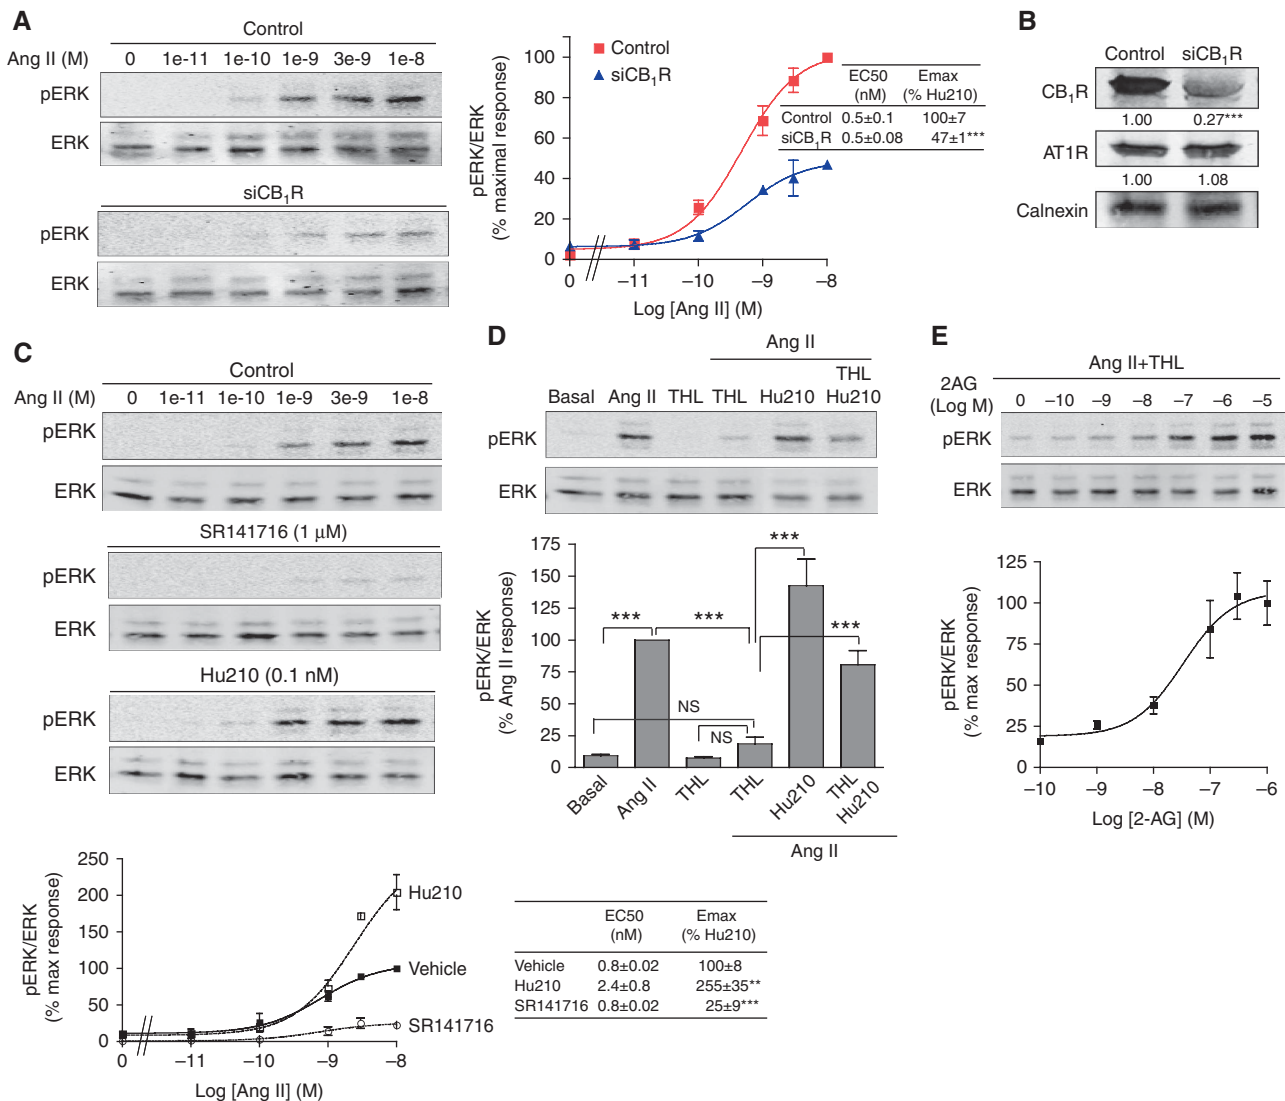 A
Control
Ang II (M) 0 1e-11 1e-10 1e-9 3e-9 1e-8
pERK
ERK
siCB₁R
pERK
ERK
pERK/ERK
(% maximal response)
100
80
60
40
20
0
Control
siCB₁R
EC50 Emax
(nM) (% Hu210)
Control 0.5±0.1 100±7
siCB₁R 0.5±0.08 47±1***
0 −11 −10 −9 −8
Log [Ang II] (M)
B
Control siCB₁R
CB₁R
1.00 0.27***
AT1R
1.00 1.08
Calnexin
C
Control
Ang II (M) 0 1e-11 1e-10 1e-9 3e-9 1e-8
pERK
ERK
SR141716 (1 μM)
pERK
ERK
Hu210 (0.1 nM)
pERK
ERK
pERK/ERK
(% max response)
250
200
150
100
50
0
Hu210
Vehicle
SR141716
0 −11 −10 −9 −8
Log [Ang II] (M)
EC50 Emax
(nM) (% Hu210)
Vehicle 0.8±0.02 100±8
Hu210 2.4±0.8 255±35**
SR141716 0.8±0.02 25±9***
D
Ang II
THL
Basal Ang II THL THL Hu210 Hu210
pERK
ERK
pERK/ERK
(% Ang II response)
175
150
125
100
75
50
25
0
***
***
***
***
NS
NS
Basal
Ang II
THL
THL
Hu210
THL
Hu210
Ang II
E
Ang II+THL
2AG
(Log M) 0 −10 −9 −8 −7 −6 −5
pERK
ERK
pERK/ERK
(% max response)
125
100
75
50
25
0
−10 −9 −8 −7 −6
Log [2-AG] (M)